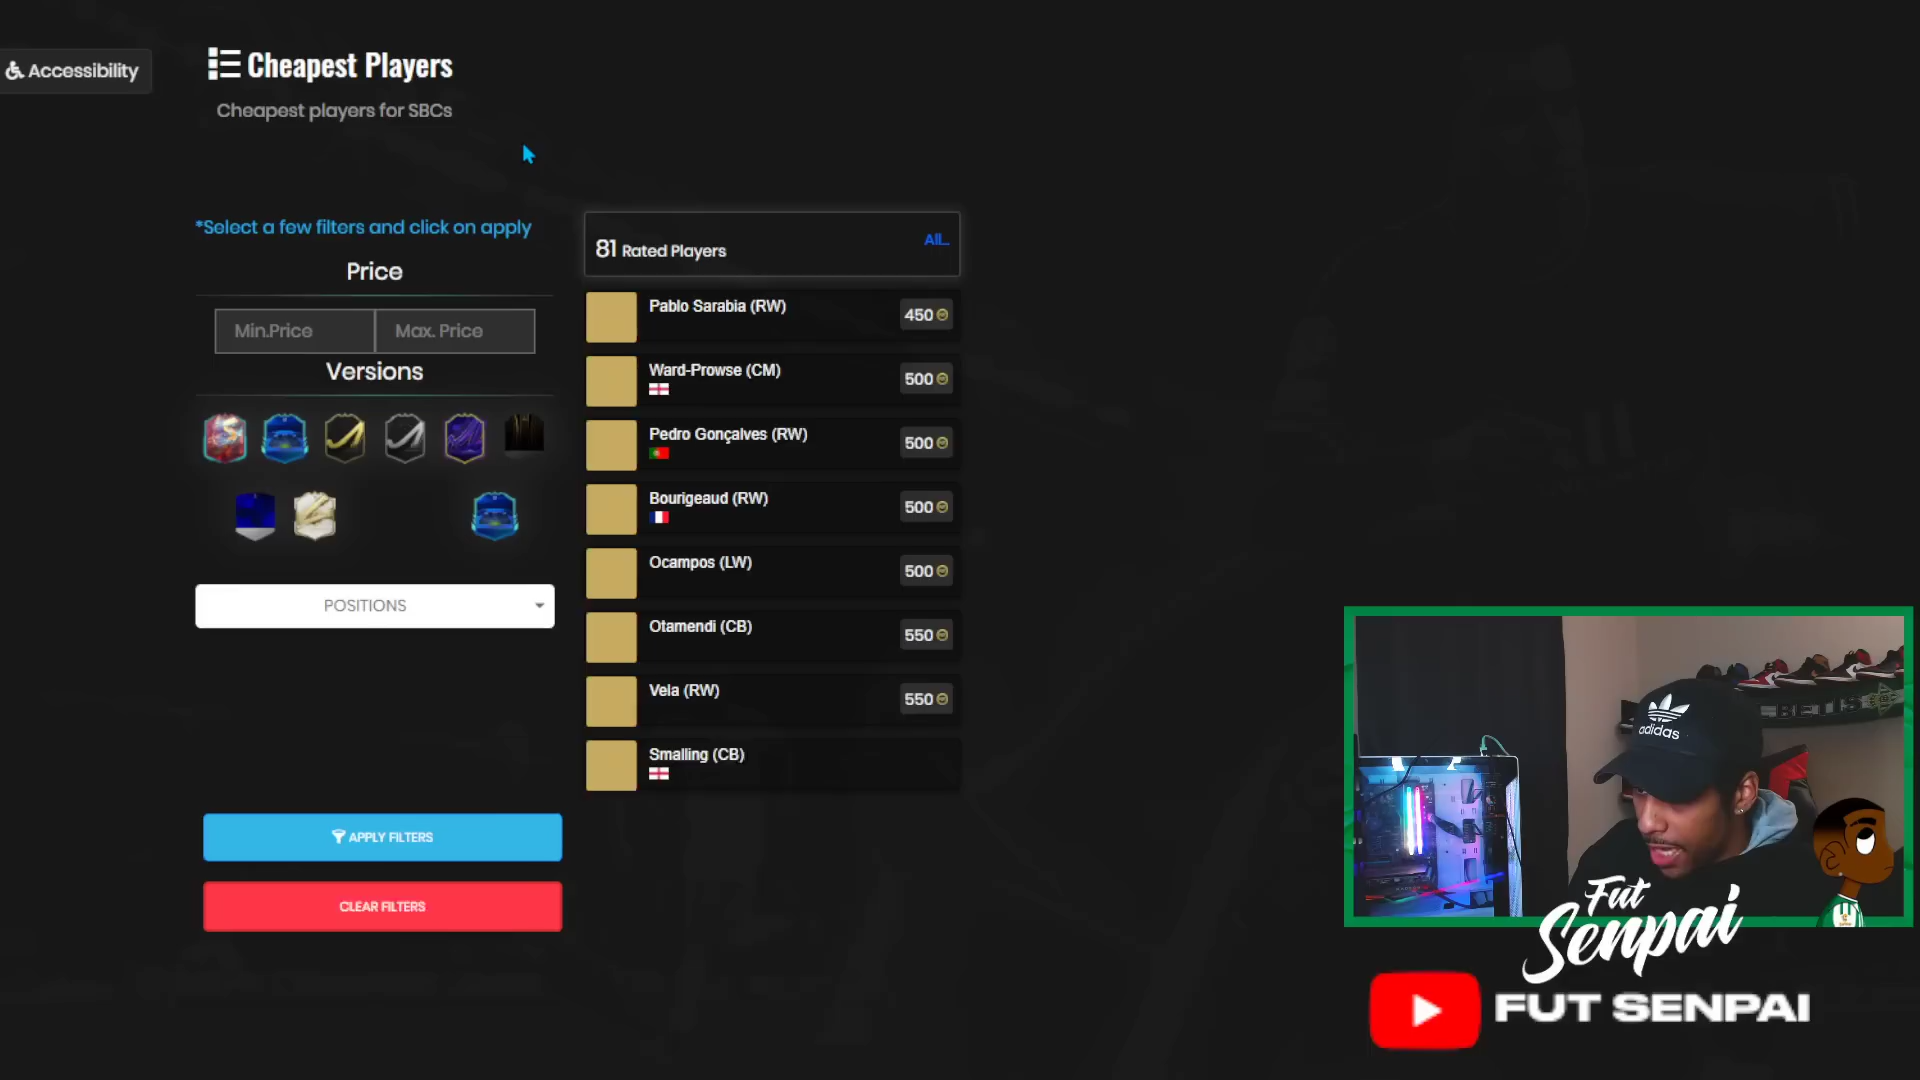 Accessibility
Cheapest Players
Cheapest players for SBCs
*Select a few filters and click on apply
Price
Min.Price
Max. Price
Versions
POSITIONS
APPLY FILTERS
CLEAR FILTERS
81 Rated Players
All..
Pablo Sarabia (RW)
450
Ward-Prowse (CM)
500
Pedro Gonçalves (RW)
500
Bourigeaud (RW)
500
Ocampos (LW)
500
Otamendi (CB)
550
Vela (RW)
550
Smalling (CB)
adidas
BETIS
Fut
Senpai
FUT SENPAI